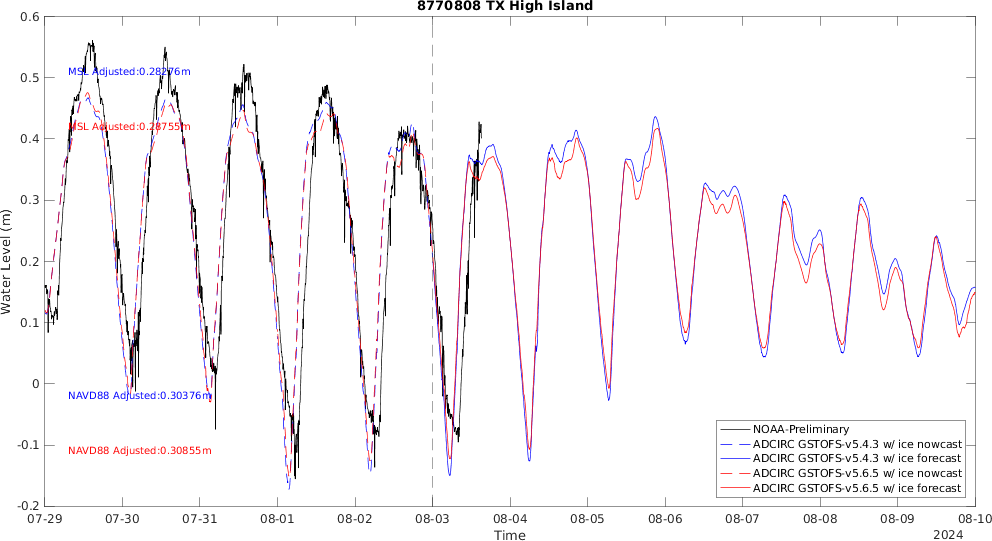 8770808 TX High Island
0.6
0.5
0.4
0.3
0.2
0.1
0
-0.1
-0.2
Water Level (m)
MSL Adjusted:0.28276m
MSL Adjusted:0.28755m
NAVD88 Adjusted:0.30376m
NAVD88 Adjusted:0.30855m
NOAA-Preliminary
ADCIRC GSTOFS-v5.4.3 w/ ice nowcast
ADCIRC GSTOFS-v5.4.3 w/ ice forecast
ADCIRC GSTOFS-v5.6.5 w/ ice nowcast
ADCIRC GSTOFS-v5.6.5 w/ ice forecast
07-29 07-30 07-31 08-01 08-02 08-03 08-04 08-05 08-06 08-07 08-08 08-09 08-10
Time
2024